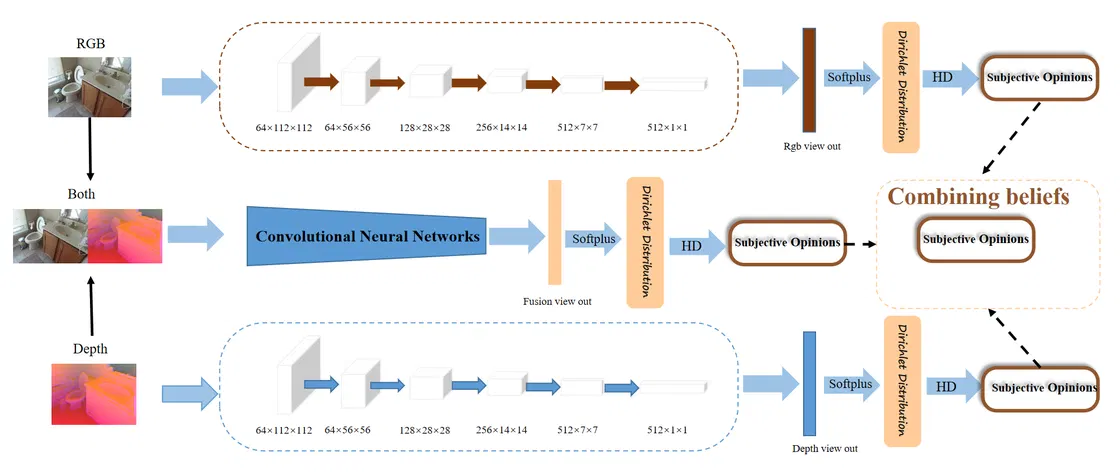 RGB
64×112×112
64×56×56
128×28×28
256×14×14
512×7×7
512×1×1
Rgb view out
Softplus
Dirichlet Distribution
HD
Subjective Opinions
Both
Convolutional Neural Networks
Fusion view out
Softplus
Dirichlet Distribution
HD
Subjective Opinions
Combining beliefs
Subjective Opinions
Depth
64×112×112
64×56×56
128×28×28
256×14×14
512×7×7
512×1×1
Depth view out
Softplus
Dirichlet Distribution
HD
Subjective Opinions